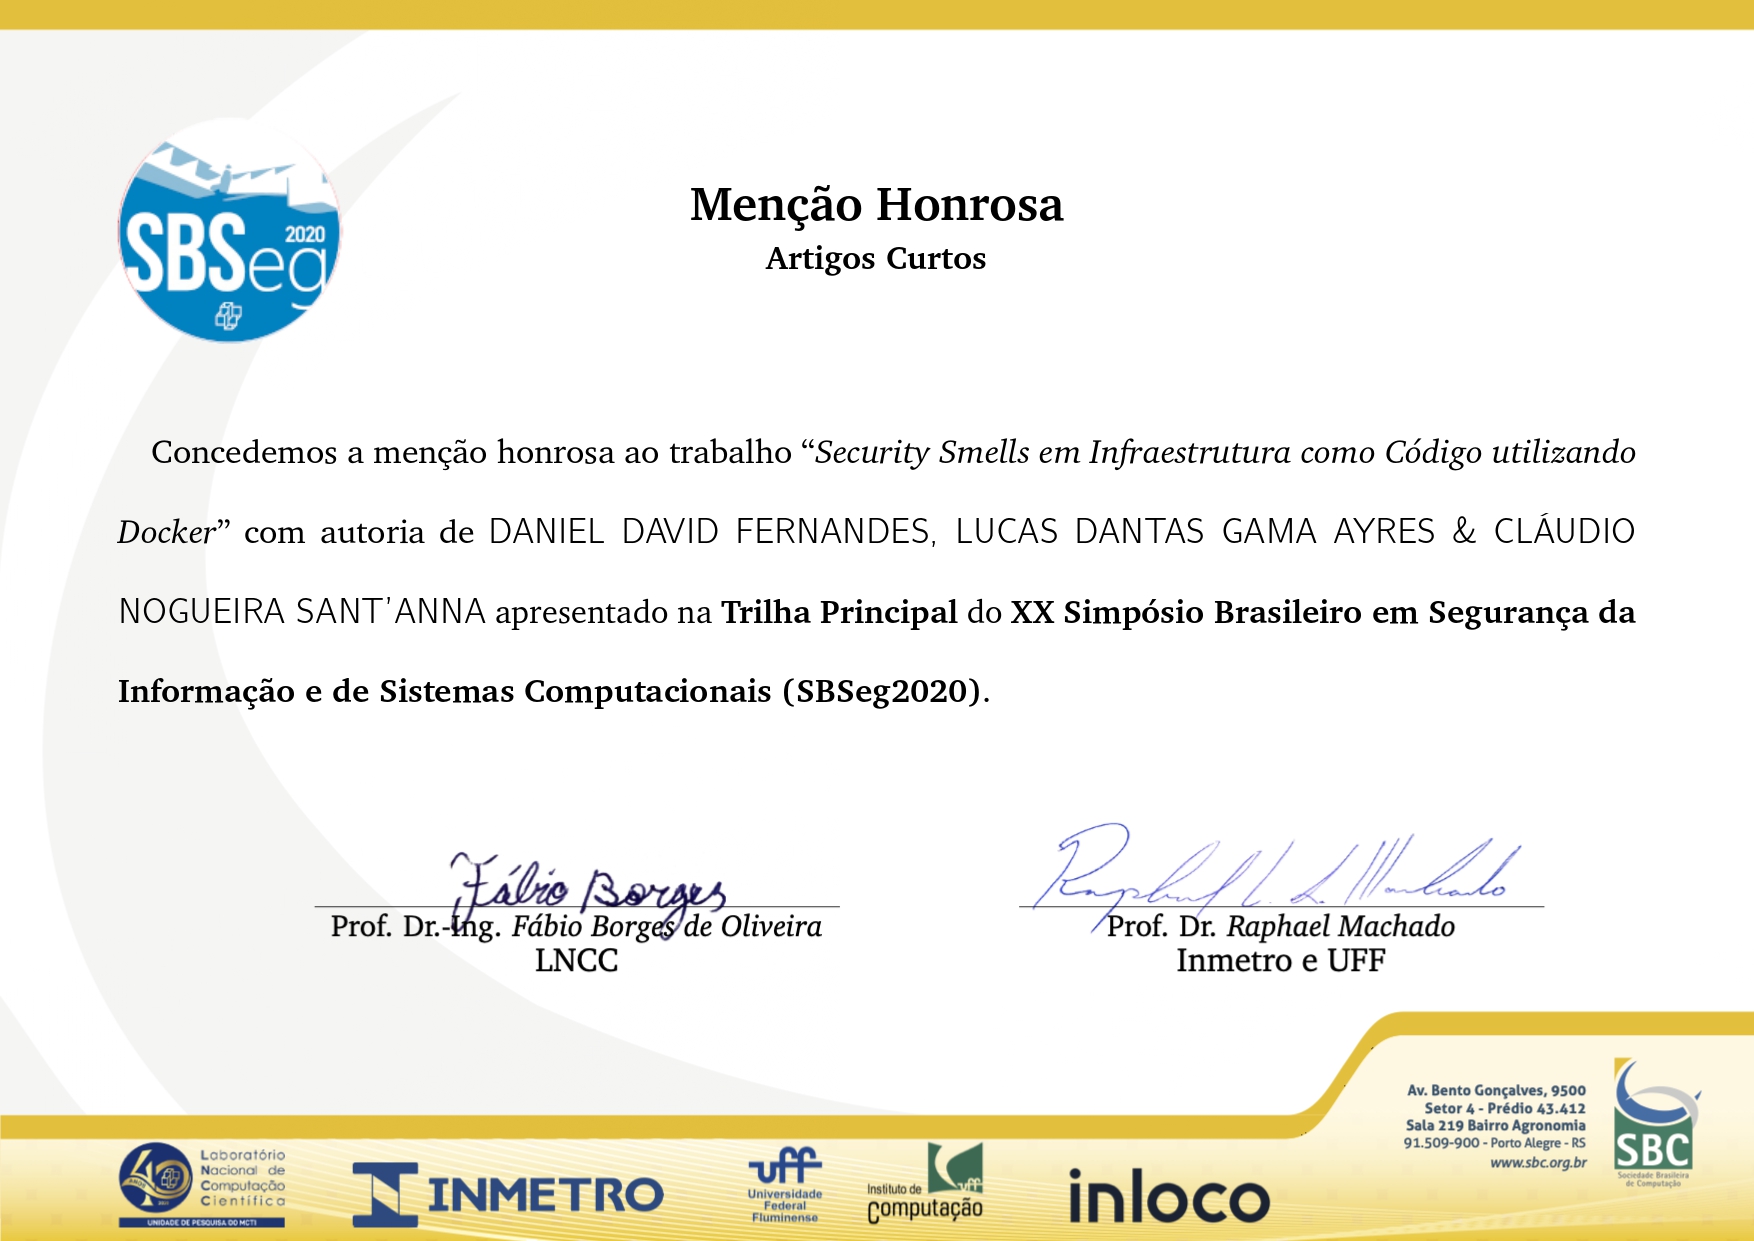 SBSeg
2020
Menção Honrosa
Artigos Curtos
Concedemos a menção honrosa ao trabalho “Security Smells em Infraestrutura como Código utilizando
Docker” com autoria de DANIEL DAVID FERNANDES, LUCAS DANTAS GAMA AYRES & CLÁUDIO
NOGUEIRA SANT'ANNA apresentado na Trilha Principal do XX Simpósio Brasileiro em Segurança da
Informação e de Sistemas Computacionais (SBSeg2020).
Fábio Borges
Raphael L. S. Machado
Prof. Dr.-Ing. Fábio Borges de Oliveira
LNCC
Prof. Dr. Raphael Machado
Inmetro e UFF
Av. Bento Gonçalves, 9500
Setor 4 - Prédio 43.412
Sala 219 Bairro Agronomia
91.509-900 - Porto Alegre - RS
www.sbc.org.br
SBC
Sociedade Brasileira
de Computação
40
ANOS
Laboratório
Nacional de
Computação
Científica
UNIDADE DE PESQUISA DO MCTI
INMETRO
uff
Universidade
Federal
Fluminense
Instituto de
Computação
uff
inloco